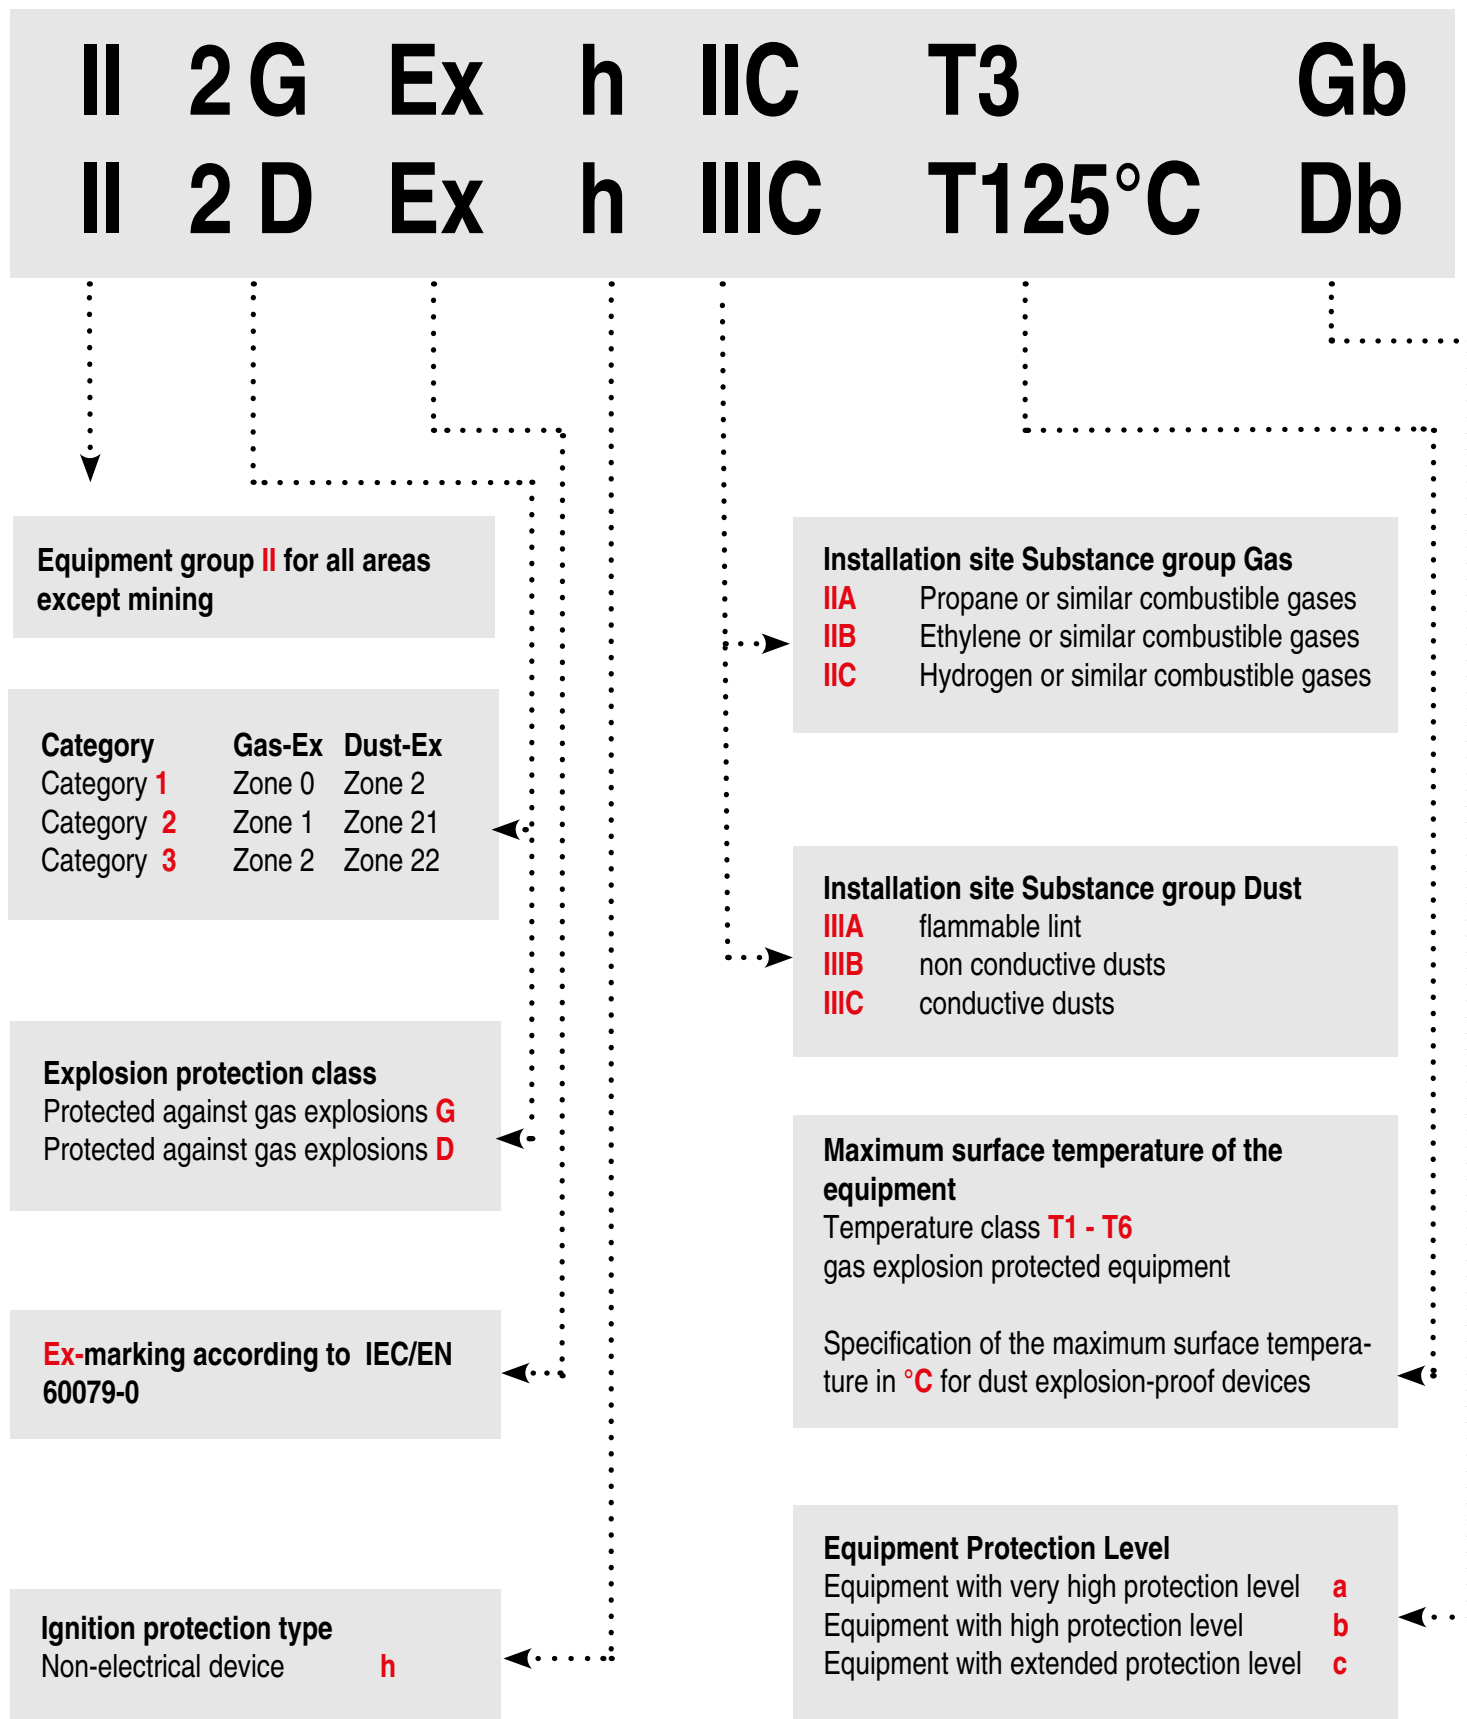 II 2 G Ex h IIC T3 Gb
II 2 D Ex h IIIC T125°C Db
Equipment group II for all areas
except mining
Category Gas-Ex Dust-Ex
Category 1 Zone 0 Zone 2
Category 2 Zone 1 Zone 21
Category 3 Zone 2 Zone 22
Explosion protection class
Protected against gas explosions G
Protected against gas explosions D
Ex-marking according to IEC/EN
60079-0
Ignition protection type
Non-electrical device h
Installation site Substance group Gas
IIA Propane or similar combustible gases
IIB Ethylene or similar combustible gases
IIC Hydrogen or similar combustible gases
Installation site Substance group Dust
IIIA flammable lint
IIIB non conductive dusts
IIIC conductive dusts
Maximum surface temperature of the
equipment
Temperature class T1 - T6
gas explosion protected equipment
Specification of the maximum surface tempera-
ture in °C for dust explosion-proof devices
Equipment Protection Level
Equipment with very high protection level a
Equipment with high protection level b
Equipment with extended protection level c